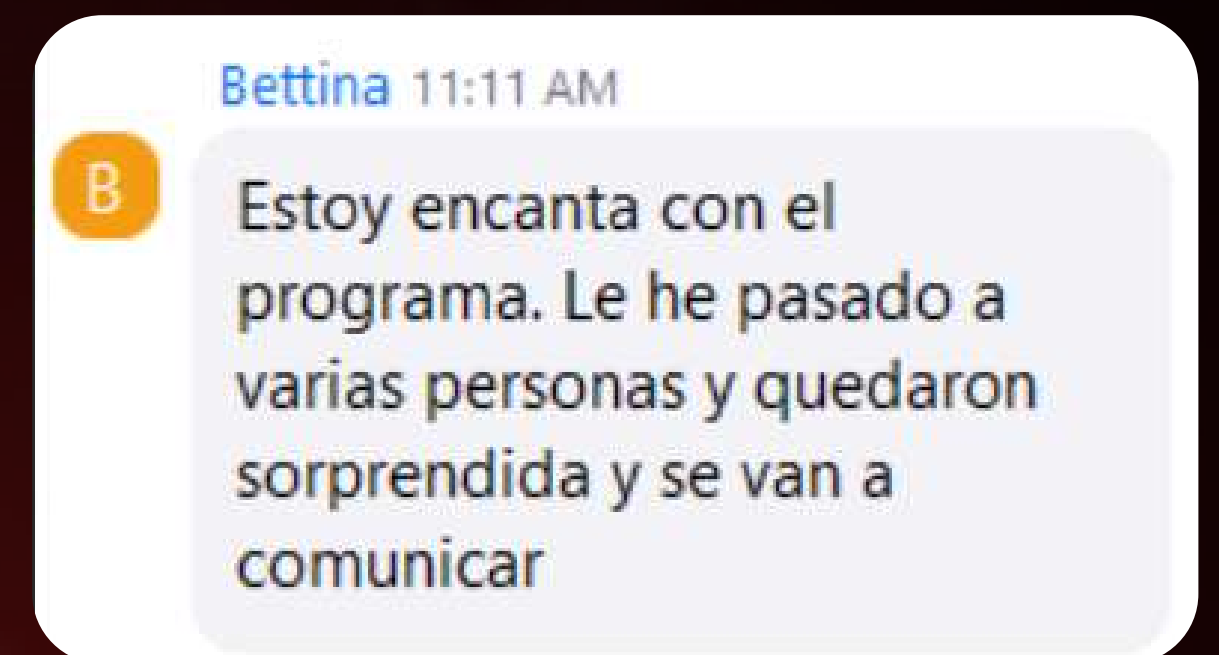 Bettina 11:11 AM
B
Estoy encanta con el
programa. Le he pasado a
varias personas y quedaron
sorprendida y se van a
comunicar